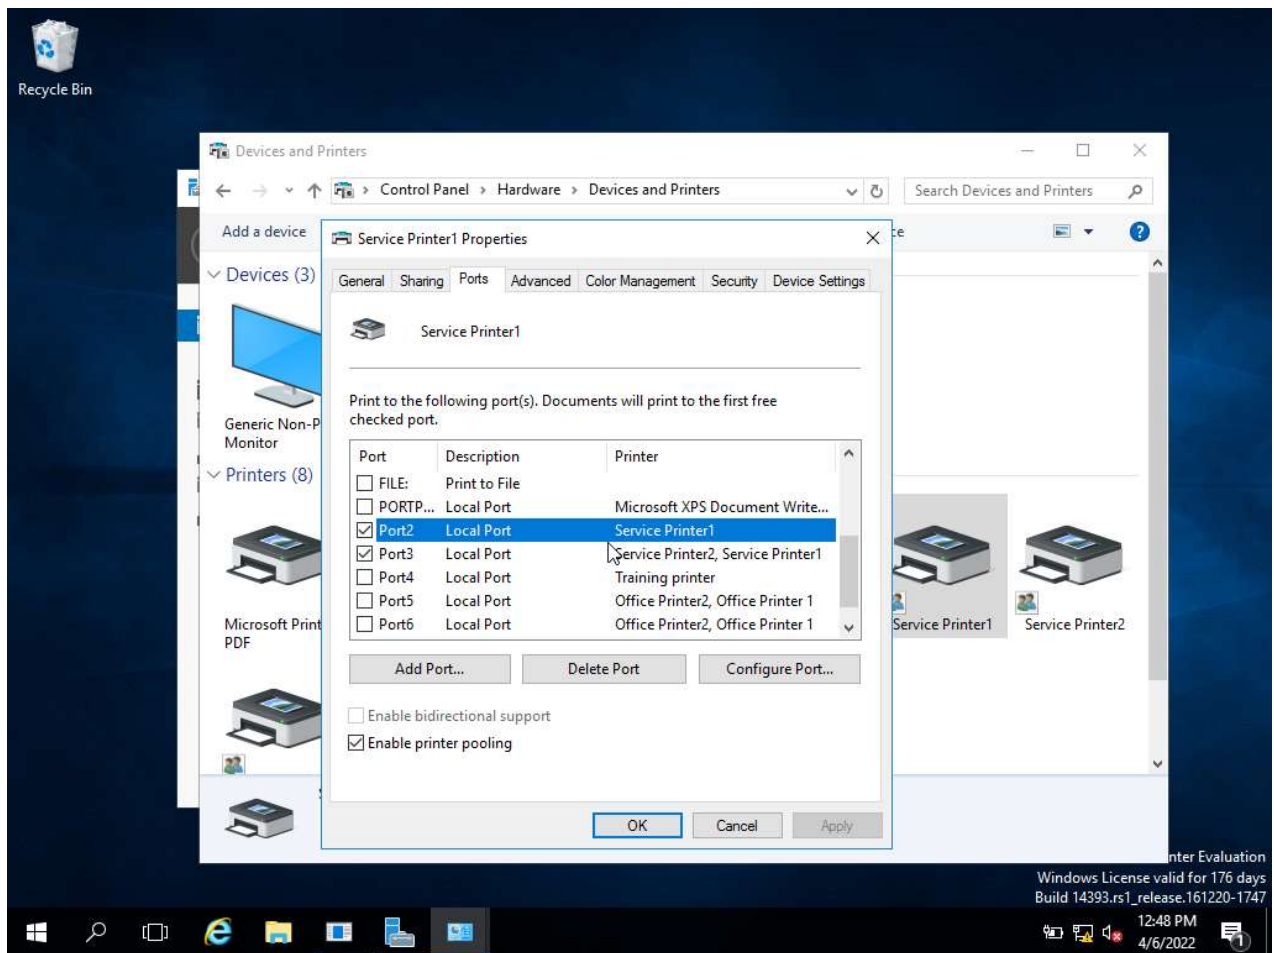 Recycle Bin
Devices and Printers
Control Panel > Hardware > Devices and Printers
Search Devices and Printers
Add a device
ce
Service Printer1 Properties
Devices (3)
General Sharing Ports Advanced Color Management Security Device Settings
Service Printer1
Print to the following port(s). Documents will print to the first free
checked port.
Generic Non-P
Monitor
Port Description Printer
Printers (8)
FILE: Print to File
PORTP... Local Port Microsoft XPS Document Write...
Port2 Local Port Service Printer1
Port3 Local Port Service Printer2, Service Printer1
Port4 Local Port Training printer
Port5 Local Port Office Printer2, Office Printer 1
Port6 Local Port Office Printer2, Office Printer 1
Microsoft Print
PDF
Service Printer1
Service Printer2
Add Port... Delete Port Configure Port...
Enable bidirectional support
Enable printer pooling
OK Cancel Apply
nter Evaluation
Windows License valid for 176 days
Build 14393.rs1_release.161220-1747
12:48 PM
4/6/2022
1